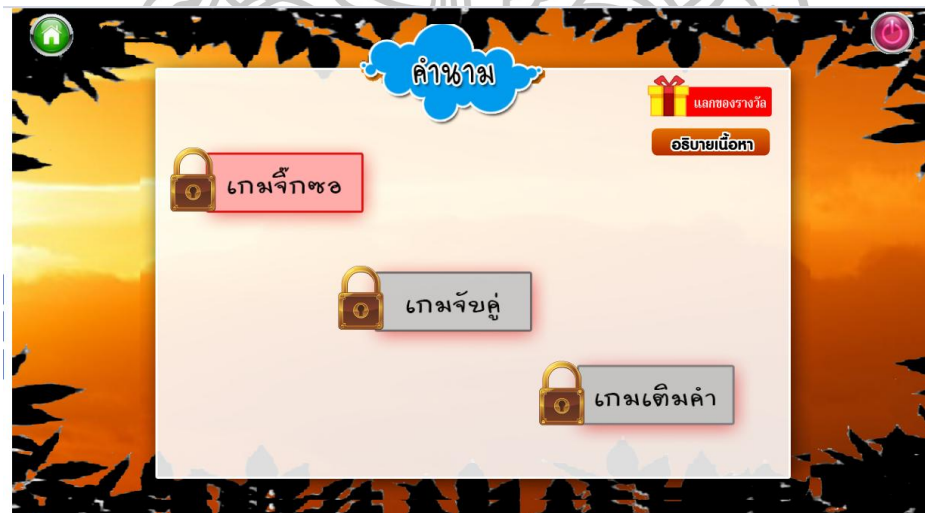 คำนาม
แลกของรางวัล
อธิบายเนื้อหา
เกมจิ๊กซอ
เกมจับคู่
เกมเติมคำ